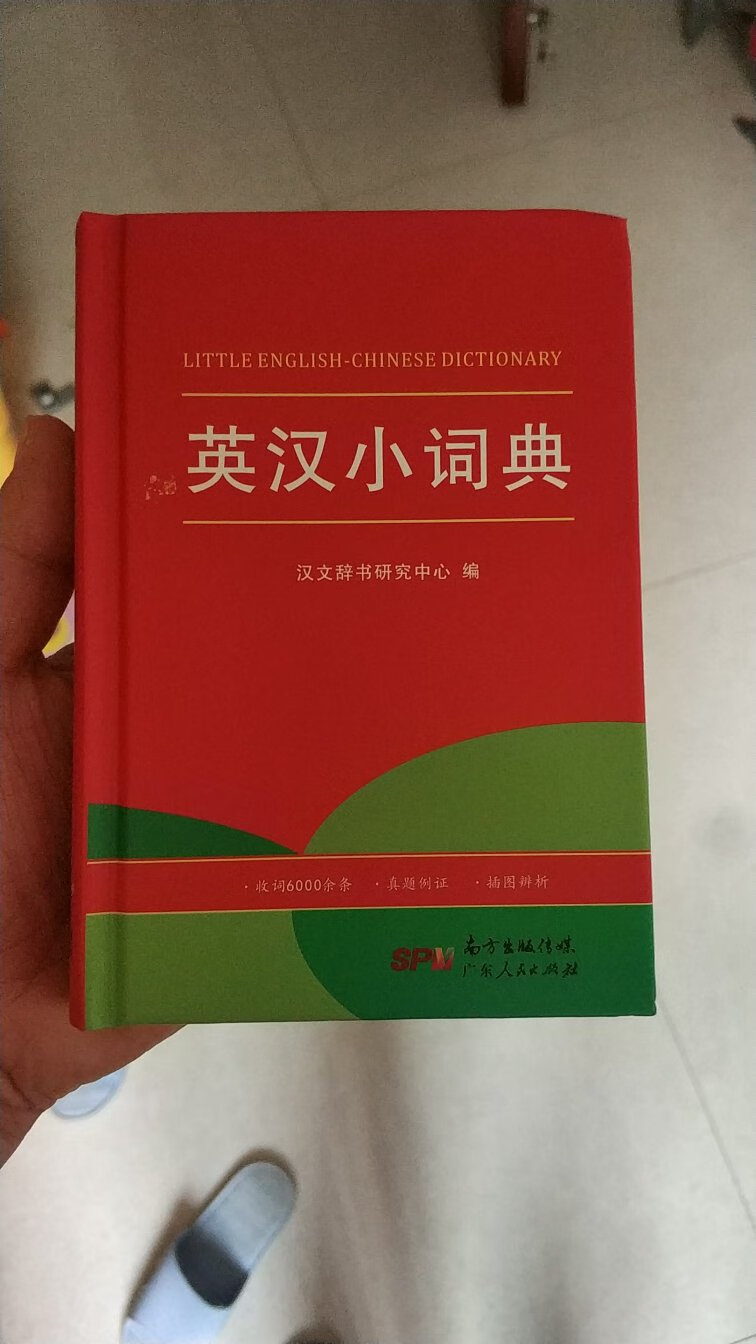 LITTLE ENGLISH-CHINESE DICTIONARY
英汉小词典
汉文辞书研究中心 编
·收词6000余条 ·真题例证 ·插图辨析
SPM 南方出版传媒
广东人民出版社